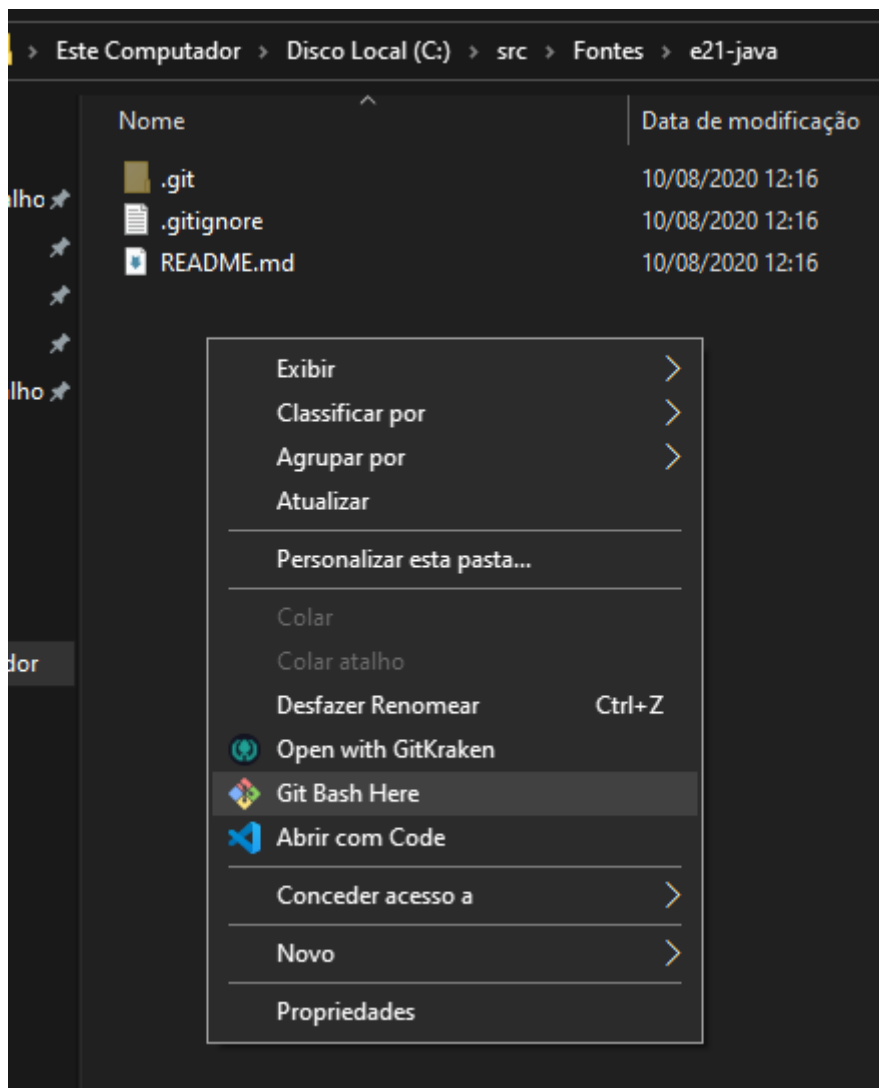 > Este Computador > Disco Local (C:) > src > Fontes > e21-java
Nome Data de modificação
.git 10/08/2020 12:16
.gitignore 10/08/2020 12:16
README.md 10/08/2020 12:16
alho
alho
dor
Exibir
Classificar por
Agrupar por
Atualizar
Personalizar esta pasta...
Colar
Colar atalho
Desfazer Renomear Ctrl+Z
Open with GitKraken
Git Bash Here
Abrir com Code
Conceder acesso a
Novo
Propriedades